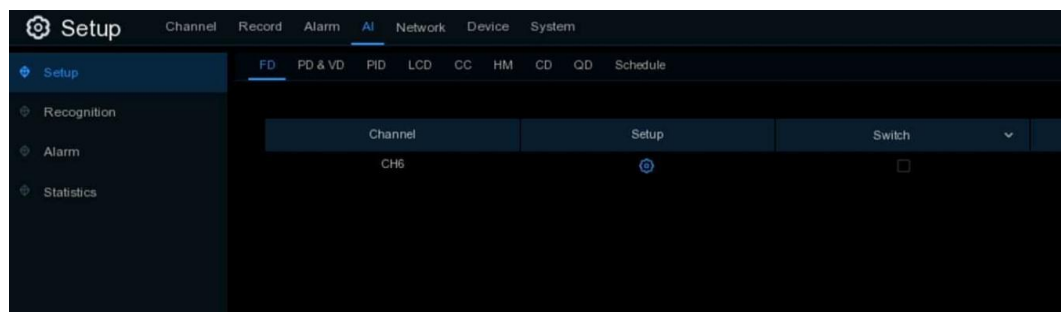 Setup Channel Record Alarm AI Network Device System
Setup FD PD & VD PID LCD CC HM CD QD Schedule
Recognition
Channel Setup Switch
Alarm
CH6
Statistics